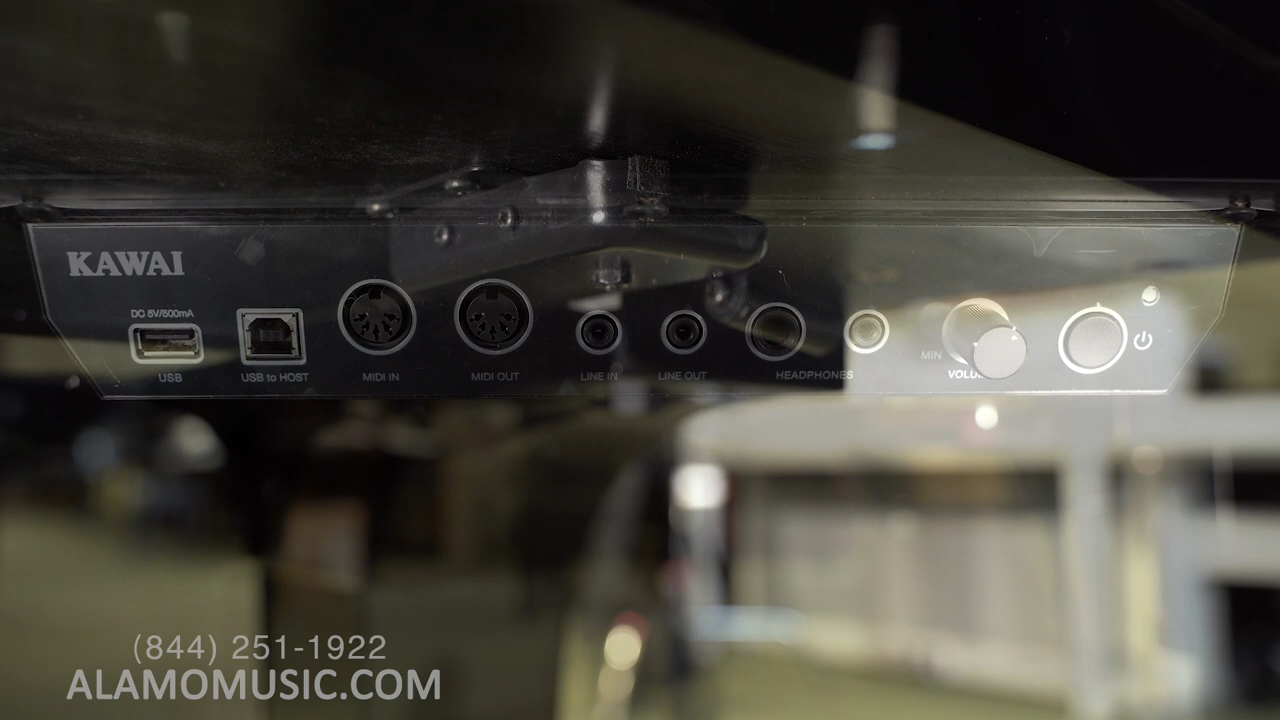 KAWAI
DC 5V/500mA
USB
USB to HOST
MIDI IN
MIDI OUT
LINE IN
LINE OUT
HEADPHONES
MIN
(844) 251-1922
ALAMOMUSIC.COM